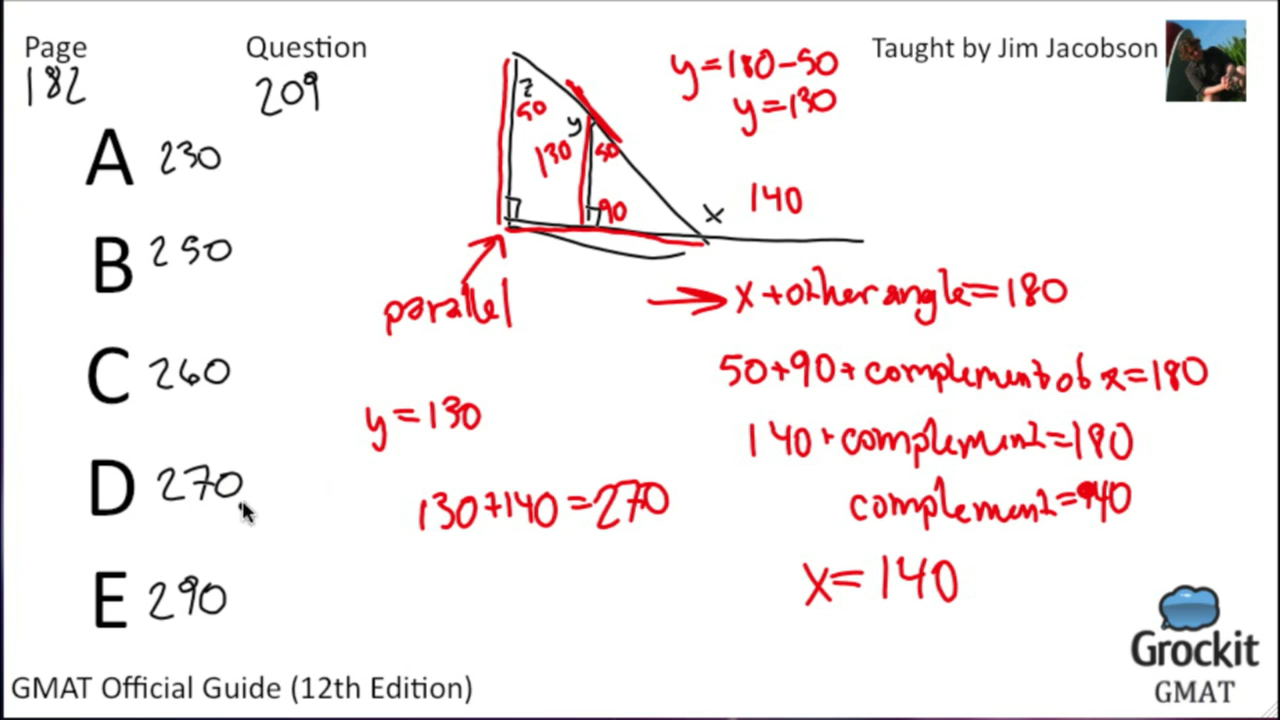 Page
182
Question
209
Taught by Jim Jacobson
A 230
B 250
C 260
D 270
E 290
z
50
y
130
50
90
x 140
y=180-50
y=130
parallel
x + other angle = 180
50+90+ complement of x = 180
140 + complement = 180
complement = 40
x = 140
y = 130
130+140 = 270
Grockit
GMAT
GMAT Official Guide (12th Edition)